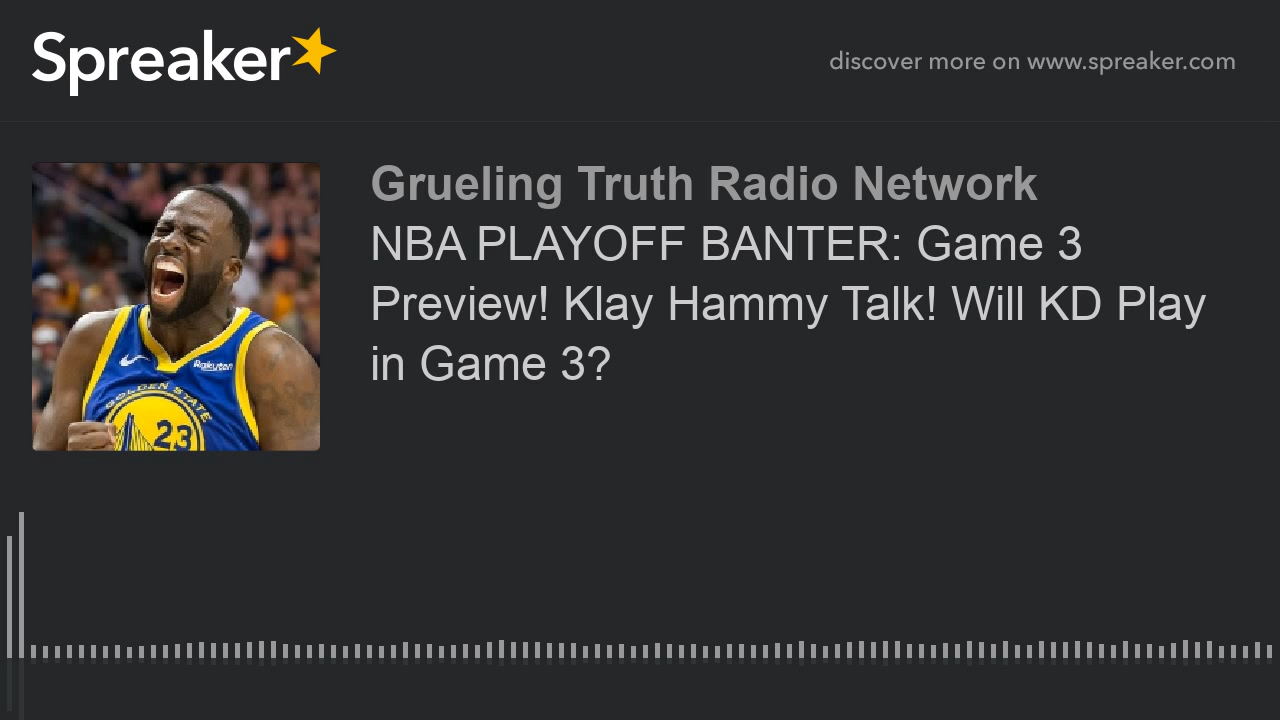 Spreaker
discover more on www.spreaker.com
Grueling Truth Radio Network
NBA PLAYOFF BANTER: Game 3
Preview! Klay Hammy Talk! Will KD Play
in Game 3?
Rakuten
GOLDEN STATE
23